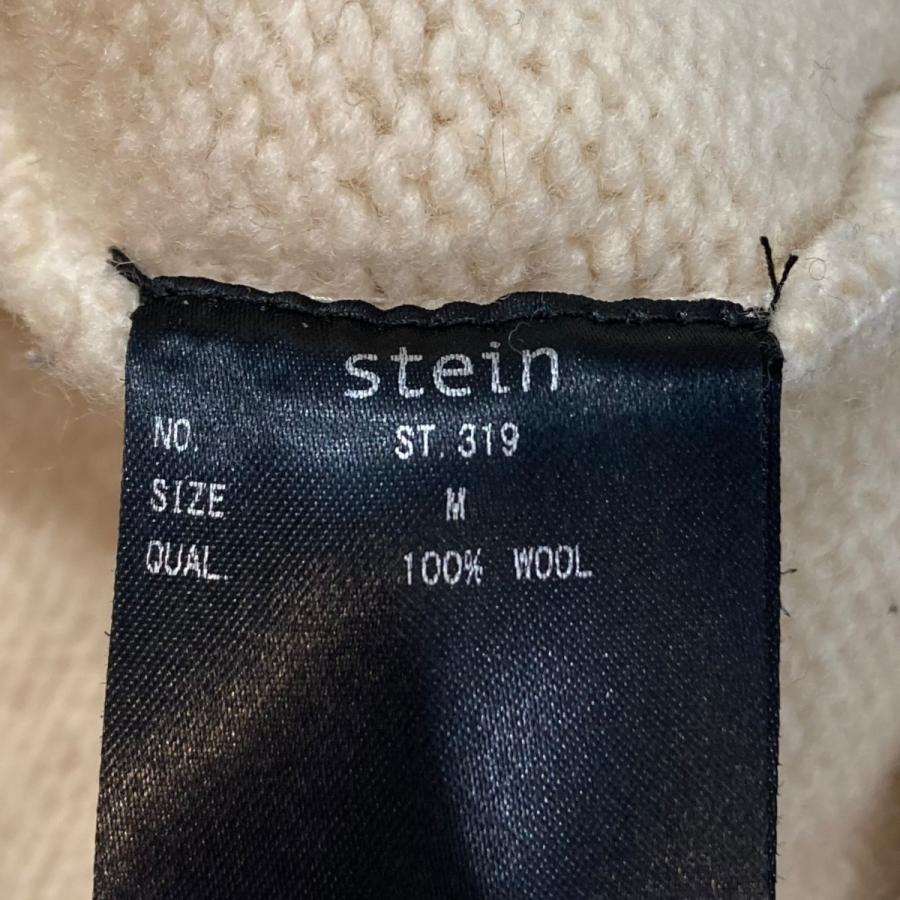 stein
NO. ST.319
SIZE M
QUAL. 100% WOOL